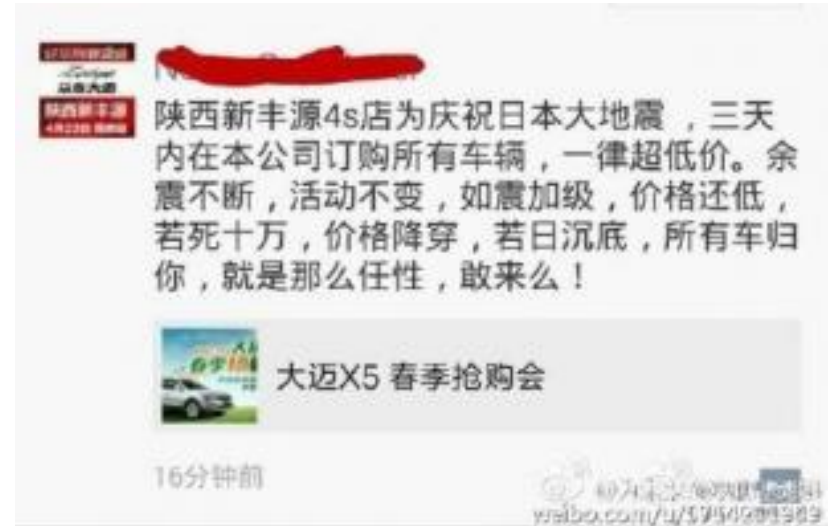 陕西新丰源
陕西新丰源4s店为庆祝日本大地震，三天
内在本公司订购所有车辆，一律超低价。余
震不断，活动不变，如震加级，价格还低，
若死十万，价格降穿，若日沉底，所有车归
你，就是那么任性，敢来么！
大迈X5 春季抢购会
16分钟前